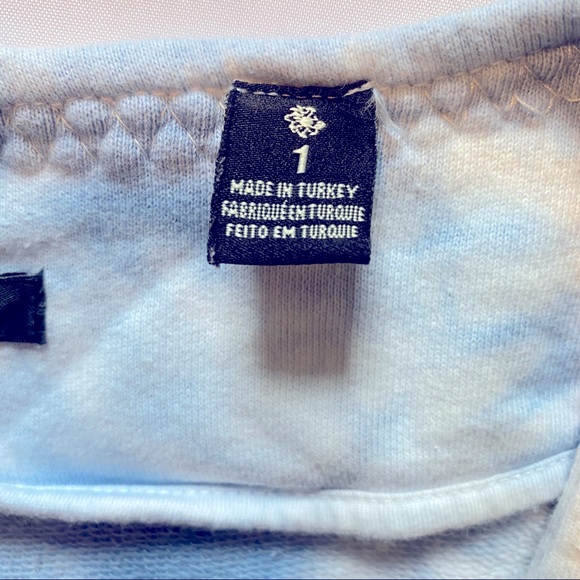 1
MADE IN TURKEY
FABRIQUÉ EN TURQUIE
FEITO EM TURQUIE